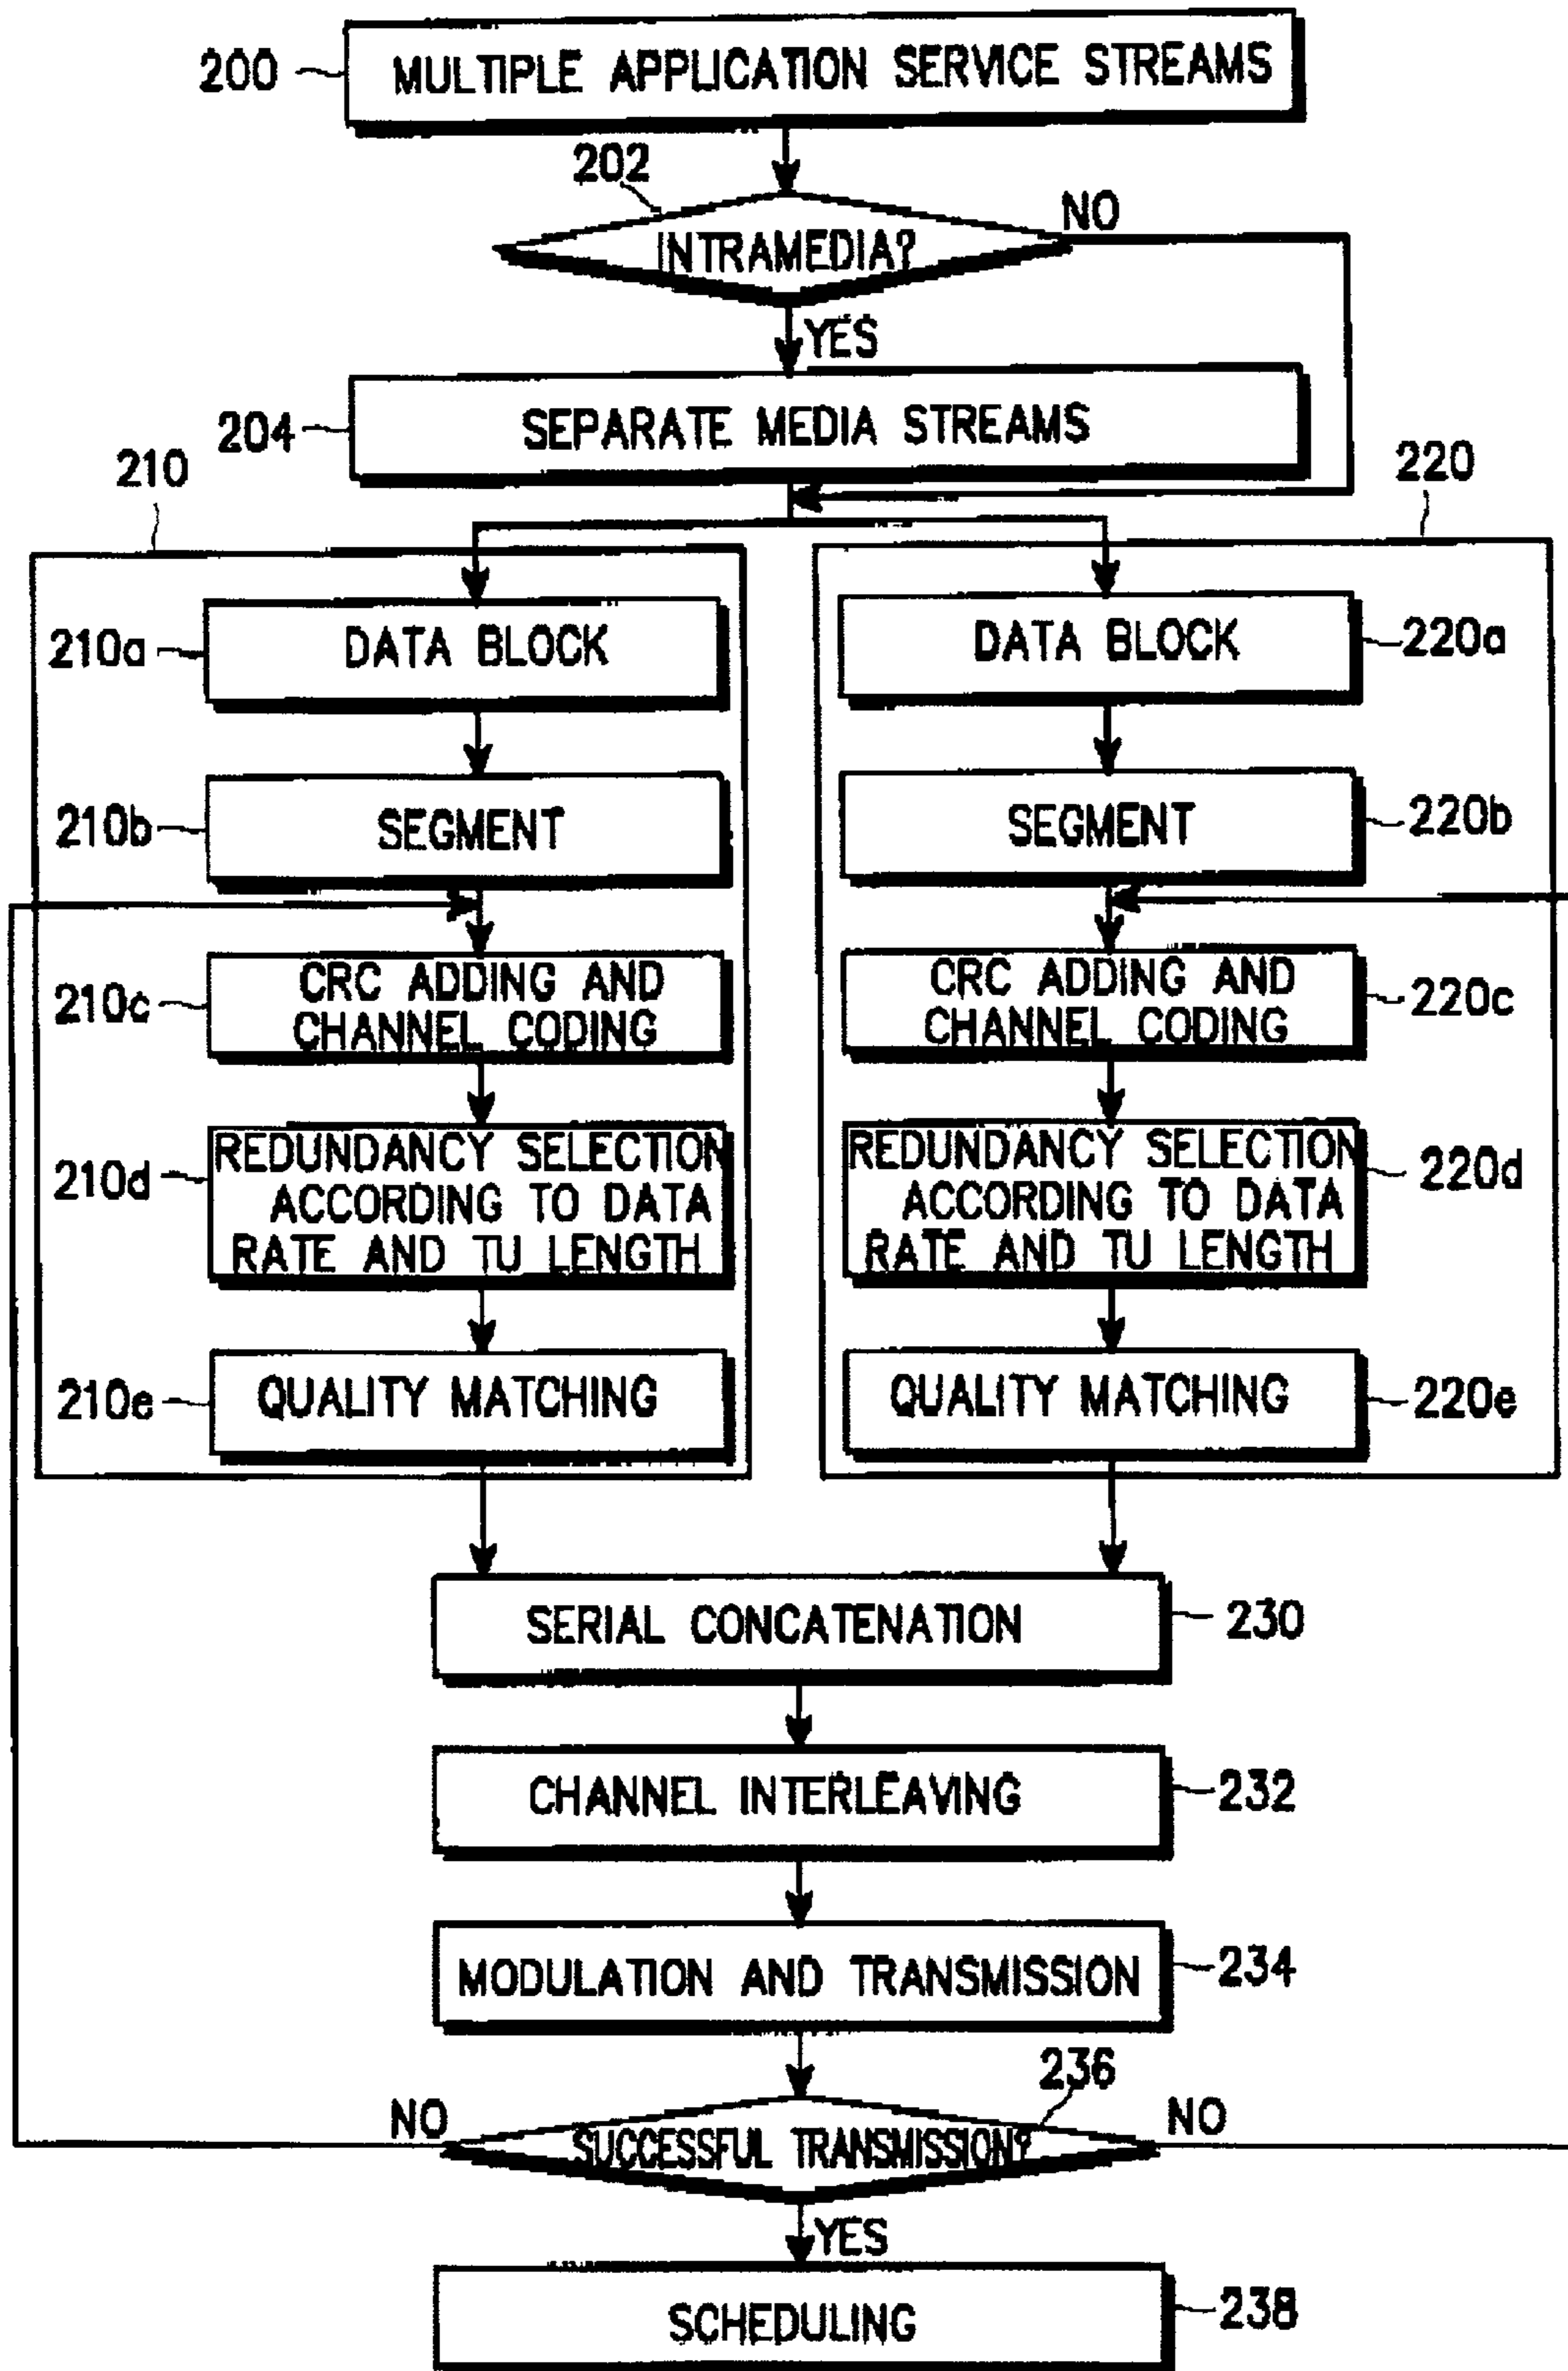 200
MULTIPLE APPLICATION SERVICE STREAMS
202
INTRAMEDIA?
NO
YES
204
SEPARATE MEDIA STREAMS
210
220
210a
DATA BLOCK
DATA BLOCK
220a
210b
SEGMENT
SEGMENT
220b
210c
CRC ADDING AND
CHANNEL CODING
CRC ADDING AND
CHANNEL CODING
220c
210d
REDUNDANCY SELECTION
ACCORDING TO DATA
RATE AND TU LENGTH
REDUNDANCY SELECTION
ACCORDING TO DATA
RATE AND TU LENGTH
220d
210e
QUALITY MATCHING
QUALITY MATCHING
220e
SERIAL CONCATENATION
230
CHANNEL INTERLEAVING
232
MODULATION AND TRANSMISSION
234
236
NO
SUCCESSFUL TRANSMISSION?
NO
YES
SCHEDULING
238